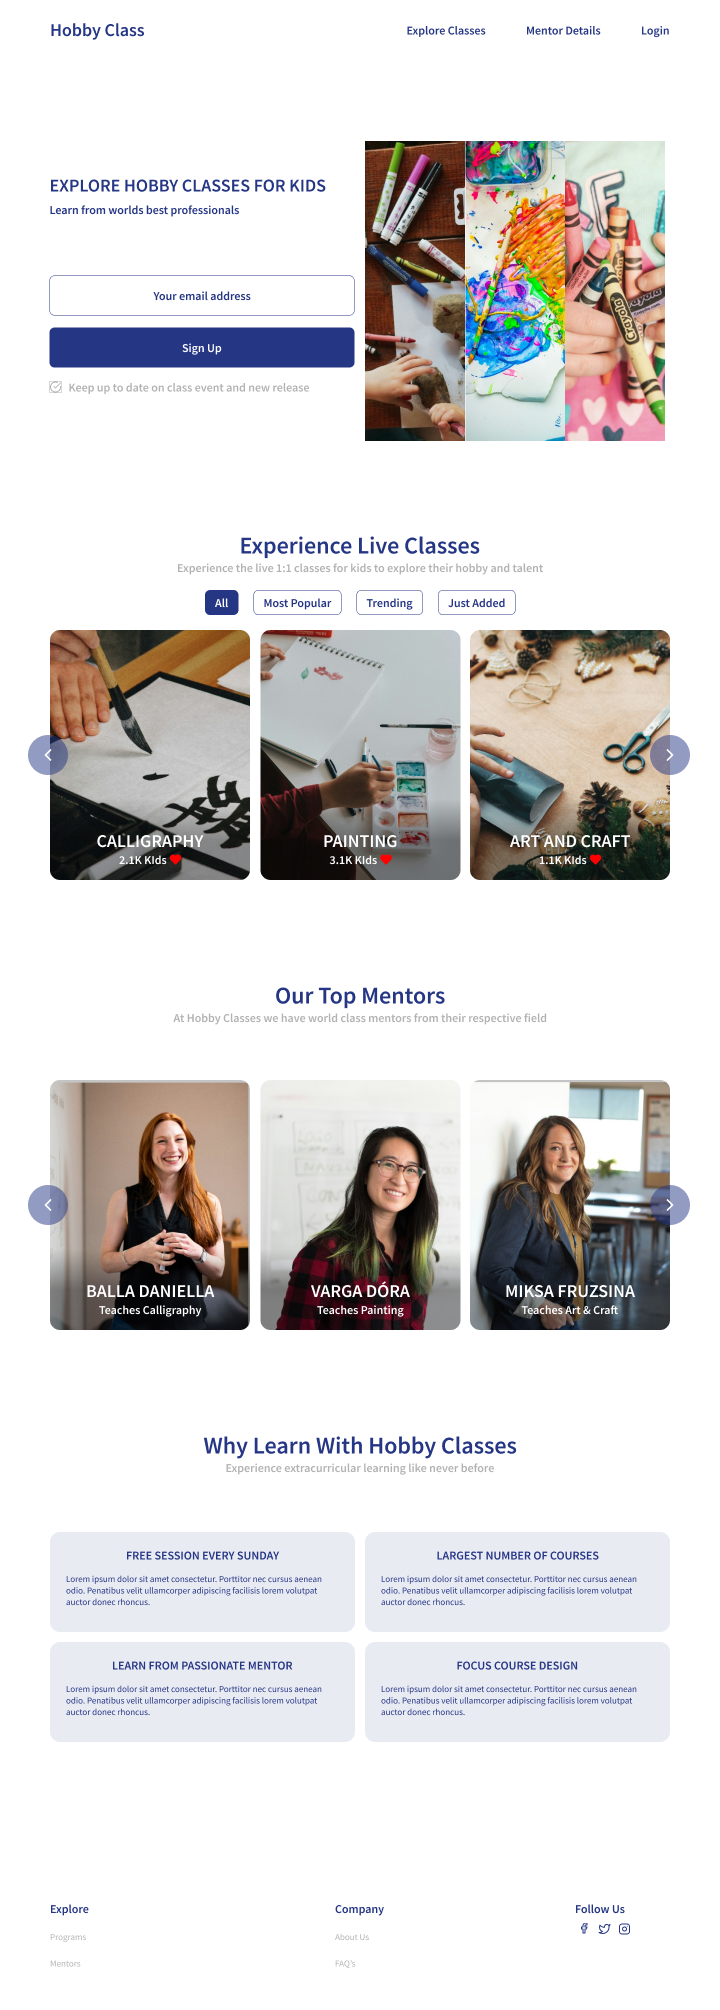 Hobby Class
Explore Classes
Mentor Details
Login
EXPLORE HOBBY CLASSES FOR KIDS
Learn from worlds best professionals
Your email address
Sign Up
Keep up to date on class event and new release
Crayola
Crayola
Experience Live Classes
Experience the live 1:1 classes for kids to explore their hobby and talent
All
Most Popular
Trending
Just Added
CALLIGRAPHY
2.1K KIds
PAINTING
3.1K KIds
ART AND CRAFT
1.1K KIds
Our Top Mentors
At Hobby Classes we have world class mentors from their respective field
BALLA DANIELLA
Teaches Calligraphy
VARGA DÓRA
Teaches Painting
MIKSA FRUZSINA
Teaches Art & Craft
Why Learn With Hobby Classes
Experience extracurricular learning like never before
FREE SESSION EVERY SUNDAY
Lorem ipsum dolor sit amet consectetur. Porttitor nec cursus aenean
odio. Penatibus velit ullamcorper adipiscing facilisis lorem volutpat
auctor donec rhoncus.
LARGEST NUMBER OF COURSES
Lorem ipsum dolor sit amet consectetur. Porttitor nec cursus aenean
odio. Penatibus velit ullamcorper adipiscing facilisis lorem volutpat
auctor donec rhoncus.
LEARN FROM PASSIONATE MENTOR
Lorem ipsum dolor sit amet consectetur. Porttitor nec cursus aenean
odio. Penatibus velit ullamcorper adipiscing facilisis lorem volutpat
auctor donec rhoncus.
FOCUS COURSE DESIGN
Lorem ipsum dolor sit amet consectetur. Porttitor nec cursus aenean
odio. Penatibus velit ullamcorper adipiscing facilisis lorem volutpat
auctor donec rhoncus.
Explore
Programs
Mentors
Company
About Us
FAQ's
Follow Us